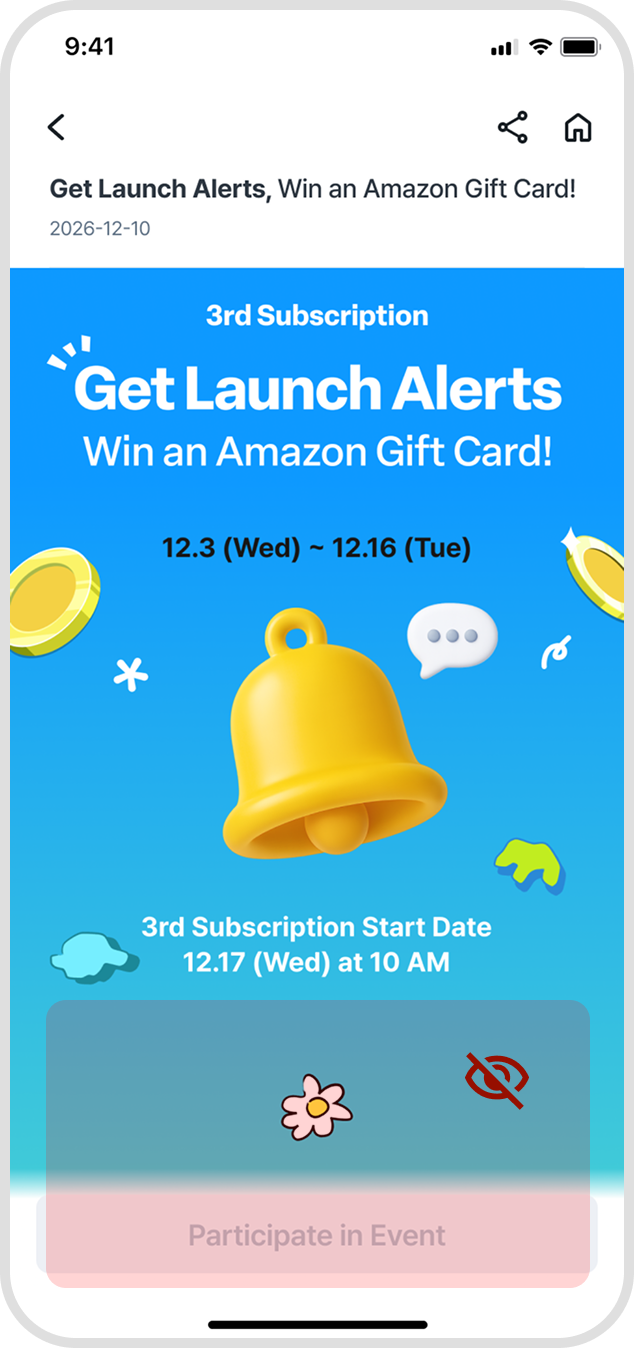 9:41
Get Launch Alerts, Win an Amazon Gift Card!
2026-12-10
3rd Subscription
Get Launch Alerts
Win an Amazon Gift Card!
12.3 (Wed) ~ 12.16 (Tue)
3rd Subscription Start Date
12.17 (Wed) at 10 AM
Participate in Event